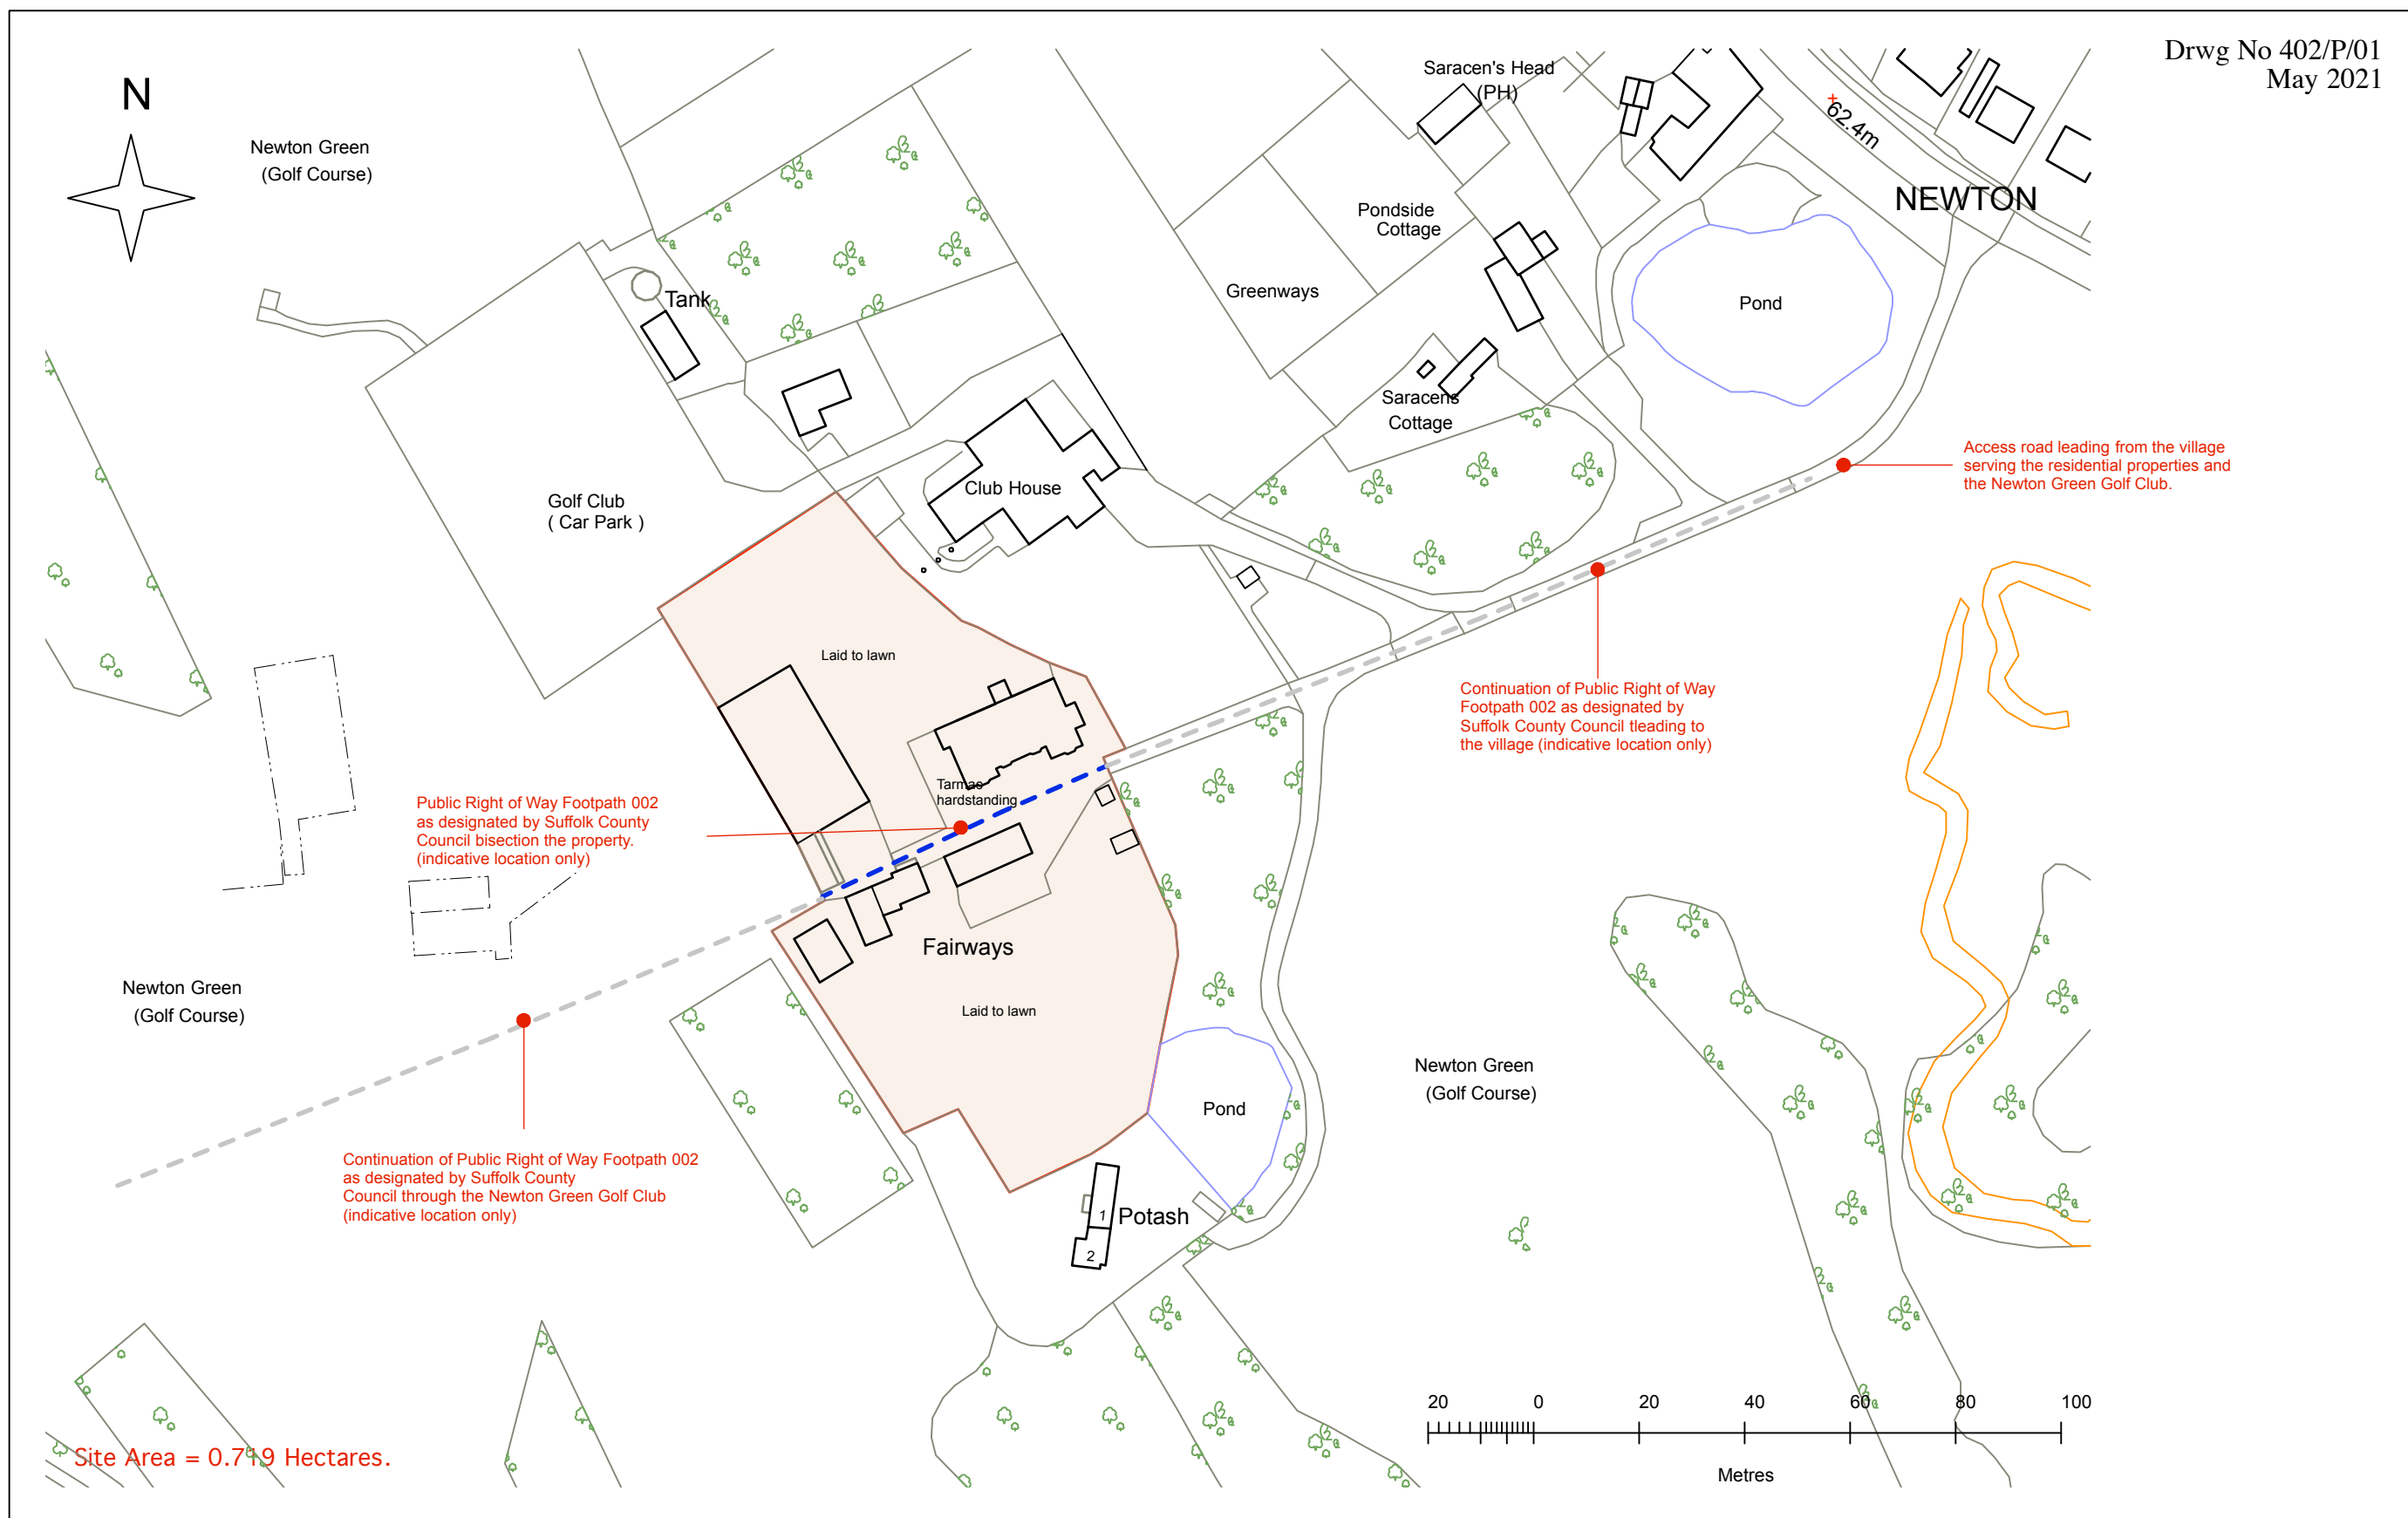 Drwg No 402/P/01
May 2021
N
Newton Green
(Golf Course)
Saracen's Head
(PH)
62.4m
NEWTON
Pondside
Cottage
Greenways
Pond
Tank
Saracens
Cottage
Club House
Golf Club
( Car Park )
Access road leading from the village
serving the residential properties and
the Newton Green Golf Club.
Laid to lawn
Continuation of Public Right of Way
Footpath 002 as designated by
Suffolk County Council tleading to
the village (indicative location only)
Tarmac
hardstanding
Public Right of Way Footpath 002
as designated by Suffolk County
Council bisection the property.
(indicative location only)
Fairways
Laid to lawn
Newton Green
(Golf Course)
Newton Green
(Golf Course)
Pond
Continuation of Public Right of Way Footpath 002
as designated by Suffolk County
Council through the Newton Green Golf Club
(indicative location only)
1
Potash
2
20 0 20 40 60 80 100
Metres
Site Area = 0.719 Hectares.